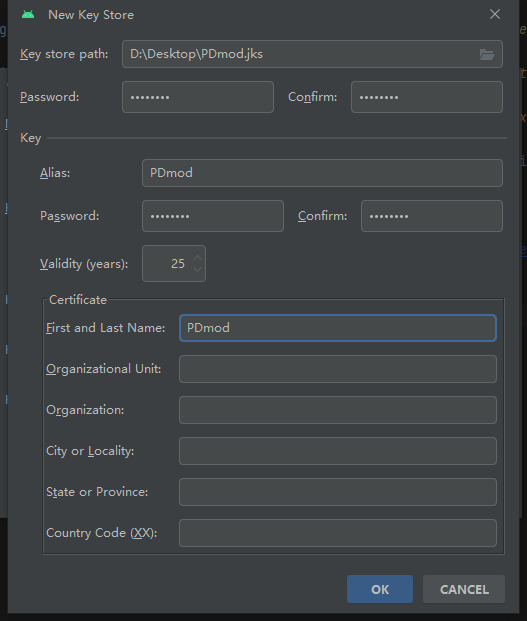 New Key Store
Key store path: D:\Desktop\PDmod.jks
Password: •••••••• Confirm: ••••••••
Key
Alias: PDmod
Password: •••••••• Confirm: ••••••••
Validity (years): 25
Certificate
First and Last Name: PDmod
Organizational Unit:
Organization:
City or Locality:
State or Province:
Country Code (XX):
OK CANCEL